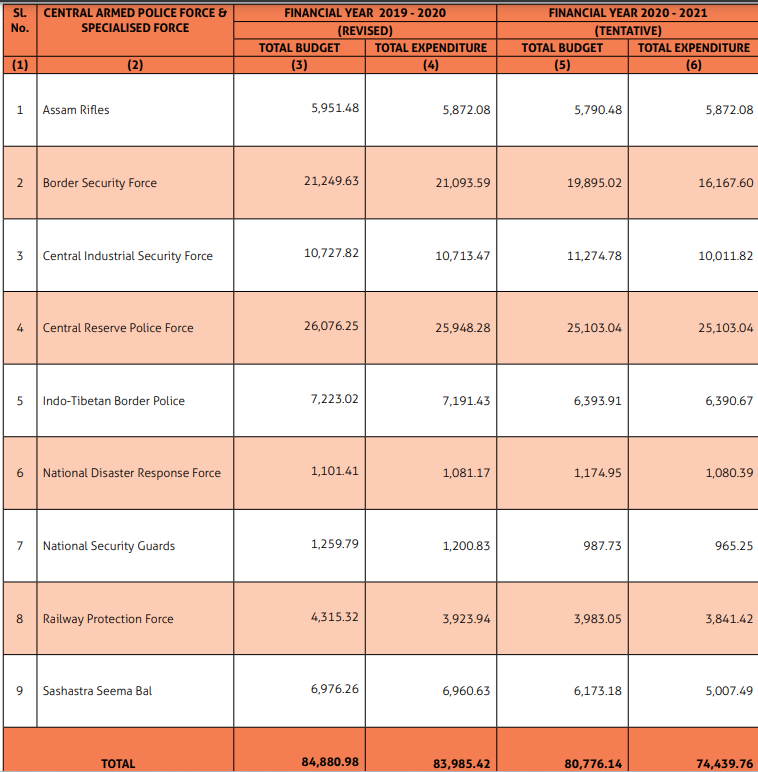 Sl. No. CENTRAL ARMED POLICE FORCE & SPECIALISED FORCE FINANCIAL YEAR 2019 - 2020 FINANCIAL YEAR 2020 - 2021
(REVISED) (TENTATIVE)
TOTAL BUDGET TOTAL EXPENDITURE TOTAL BUDGET TOTAL EXPENDITURE
(1) (2) (3) (4) (5) (6)
1 Assam Rifles 5,951.48 5,872.08 5,790.48 5,872.08
2 Border Security Force 21,249.63 21,093.59 19,895.02 16,167.60
3 Central Industrial Security Force 10,727.82 10,713.47 11,274.78 10,011.82
4 Central Reserve Police Force 26,076.25 25,948.28 25,103.04 25,103.04
5 Indo-Tibetan Border Police 7,223.02 7,191.43 6,393.91 6,390.67
6 National Disaster Response Force 1,101.41 1,081.17 1,174.95 1,080.39
7 National Security Guards 1,259.79 1,200.83 987.73 965.25
8 Railway Protection Force 4,315.32 3,923.94 3,983.05 3,841.42
9 Sashastra Seema Bal 6,976.26 6,960.63 6,173.18 5,007.49
TOTAL 84,880.98 83,985.42 80,776.14 74,439.76